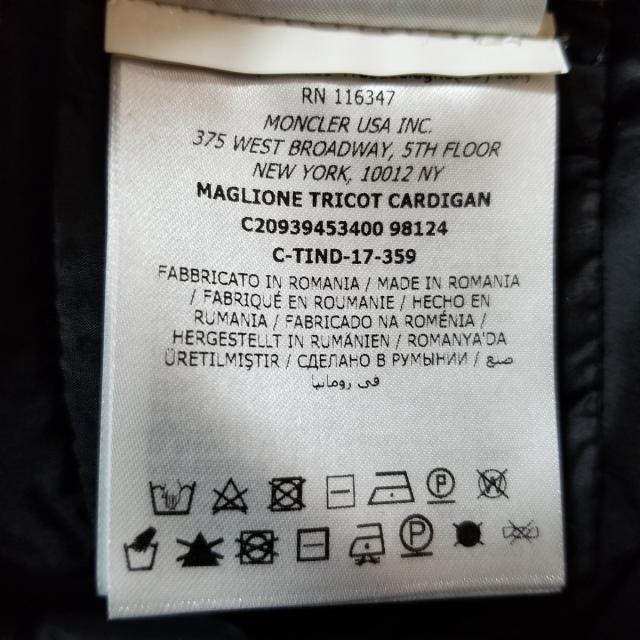 RN 116347
MONCLER USA INC.
375 WEST BROADWAY, 5TH FLOOR
NEW YORK, 10012 NY
MAGLIONE TRICOT CARDIGAN
C20939453400 98124
C-TIND-17-359
FABBRICATO IN ROMANIA / MADE IN ROMANIA
/ FABRIQUÉ EN ROUMANIE / HECHO EN
RUMANIA / FABRICADO NA ROMÉNIA /
HERGESTELLT IN RUMÄNIEN / ROMANYA'DA
ÜRETILMIŞTIR / СДЕЛАНО В РУМЫНИИ / صنع
في رومانيا
P W
P